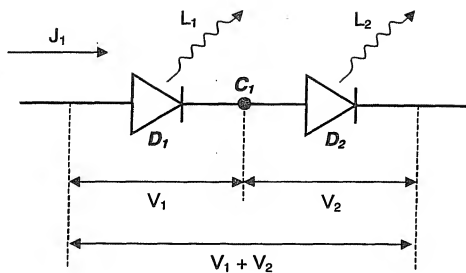 L₁ L₂
J₁
C₁
D₁ D₂
V₁ V₂
V₁ + V₂